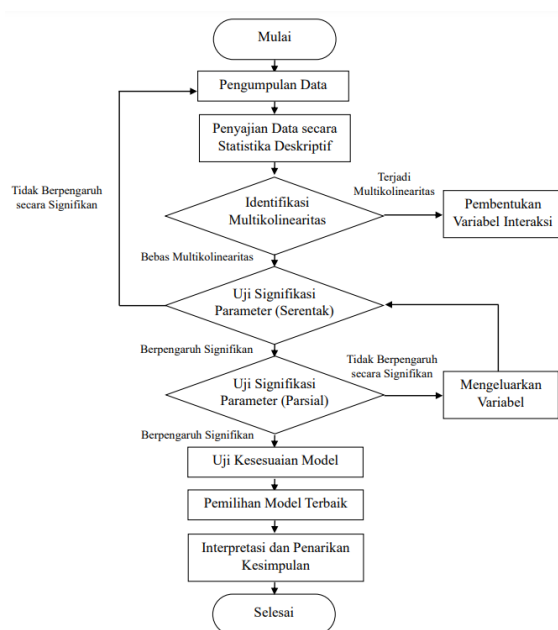 Mulai
Pengumpulan Data
Penyajian Data secara
Statistika Deskriptif
Tidak Berpengaruh
secara Signifikan
Terjadi
Multikolinearitas
Identifikasi
Multikolinearitas
Pembentukan
Variabel Interaksi
Bebas Multikolinearitas
Uji Signifikasi
Parameter (Serentak)
Berpengaruh Signifikan
Tidak Berpengaruh
secara Signifikan
Uji Signifikasi
Parameter (Parsial)
Mengeluarkan
Variabel
Berpengaruh Signifikan
Uji Kesesuaian Model
Pemilihan Model Terbaik
Interpretasi dan Penarikan
Kesimpulan
Selesai